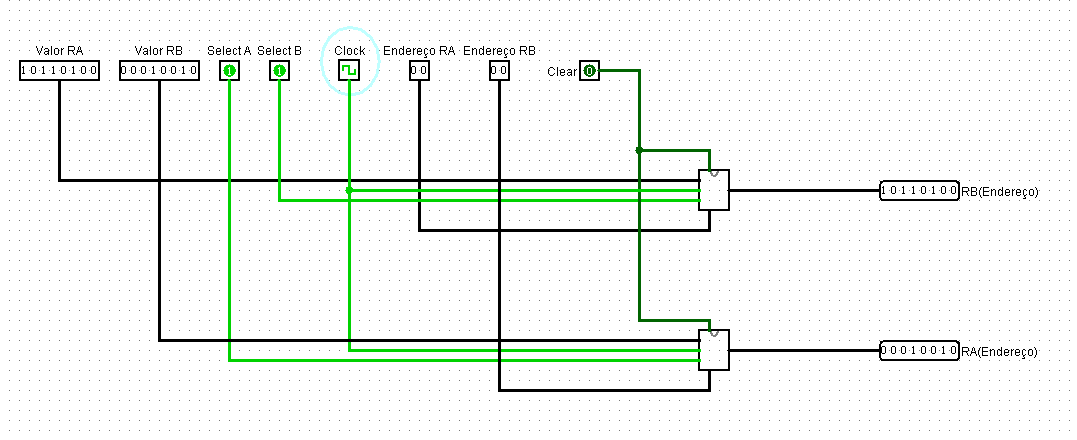 Valor RA Valor RB Select A Select B Clock Endereço RA Endereço RB
10110100 00010010 1 1 00 00 Clear 0
10110100 RB(Endereço)
00010010 RA(Endereço)